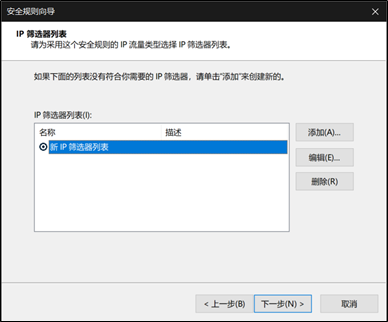 安全规则向导
IP 筛选器列表
请为采用这个安全规则的 IP 流量类型选择 IP 筛选器列表。
如果下面的列表没有符合你需要的 IP 筛选器，请单击“添加”来创建新的。
IP 筛选器列表(I):
添加(A)...
名称 描述
新 IP 筛选器列表
编辑(E)...
删除(R)
< 上一步(B) 下一步(N) > 取消